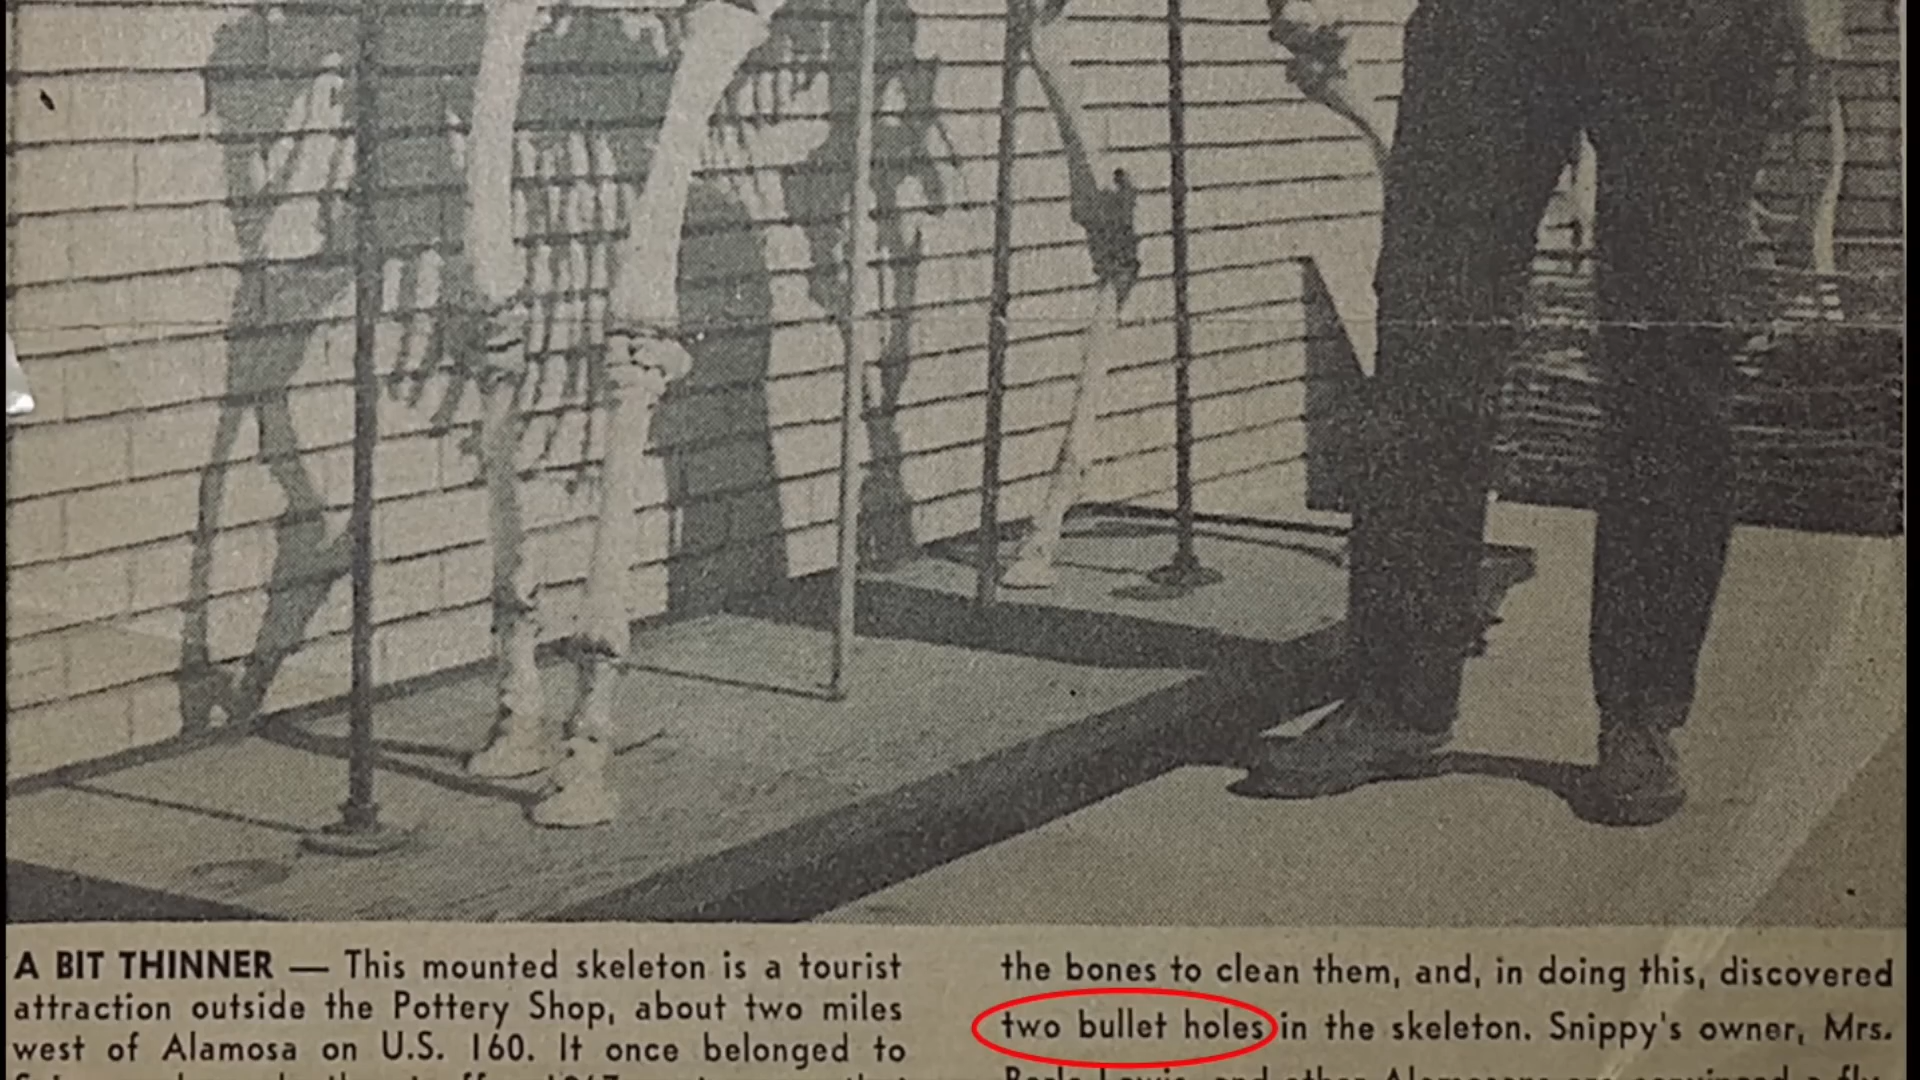 A BIT THINNER — This mounted skeleton is a tourist
attraction outside the Pottery Shop, about two miles
west of Alamosa on U.S. 160. It once belonged to
the bones to clean them, and, in doing this, discovered
two bullet holes in the skeleton. Snippy's owner, Mrs.